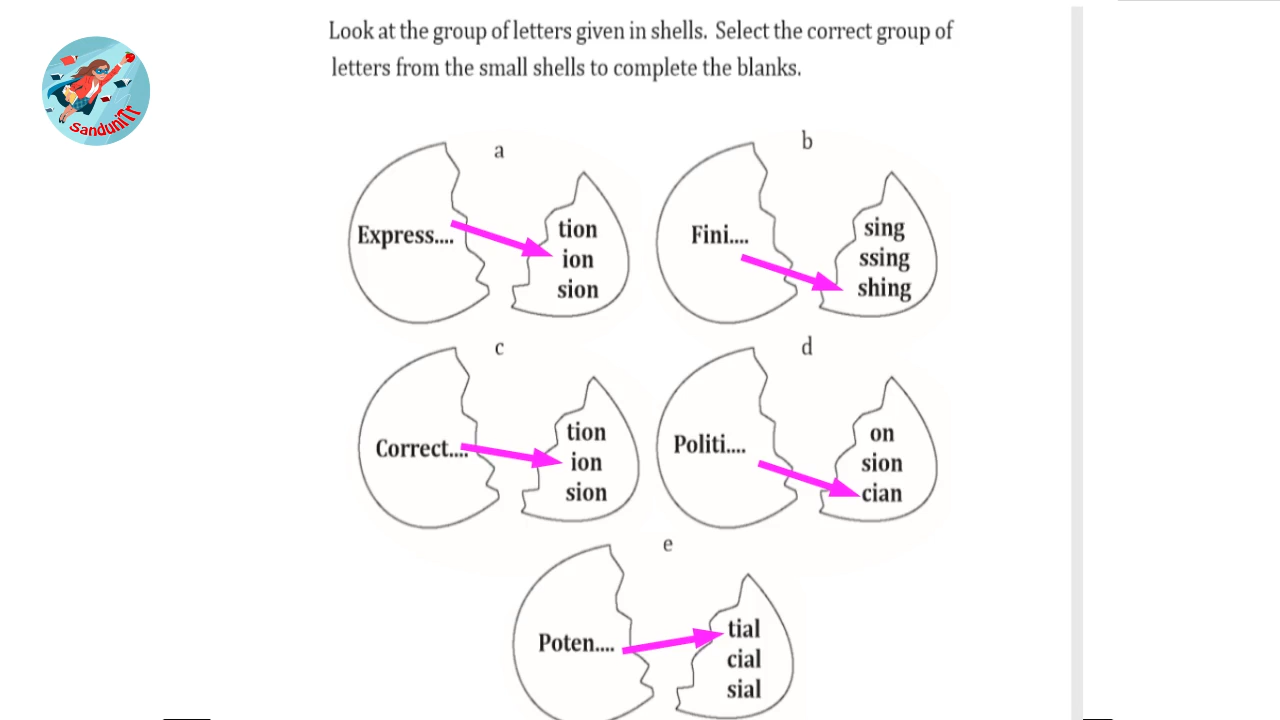 Look at the group of letters given in shells. Select the correct group of
letters from the small shells to complete the blanks.
SanduniTr
a
Express....
tion
ion
sion
b
Fini....
sing
ssing
shing
c
Correct....
tion
ion
sion
d
Politi....
on
sion
cian
e
Poten....
tial
cial
sial